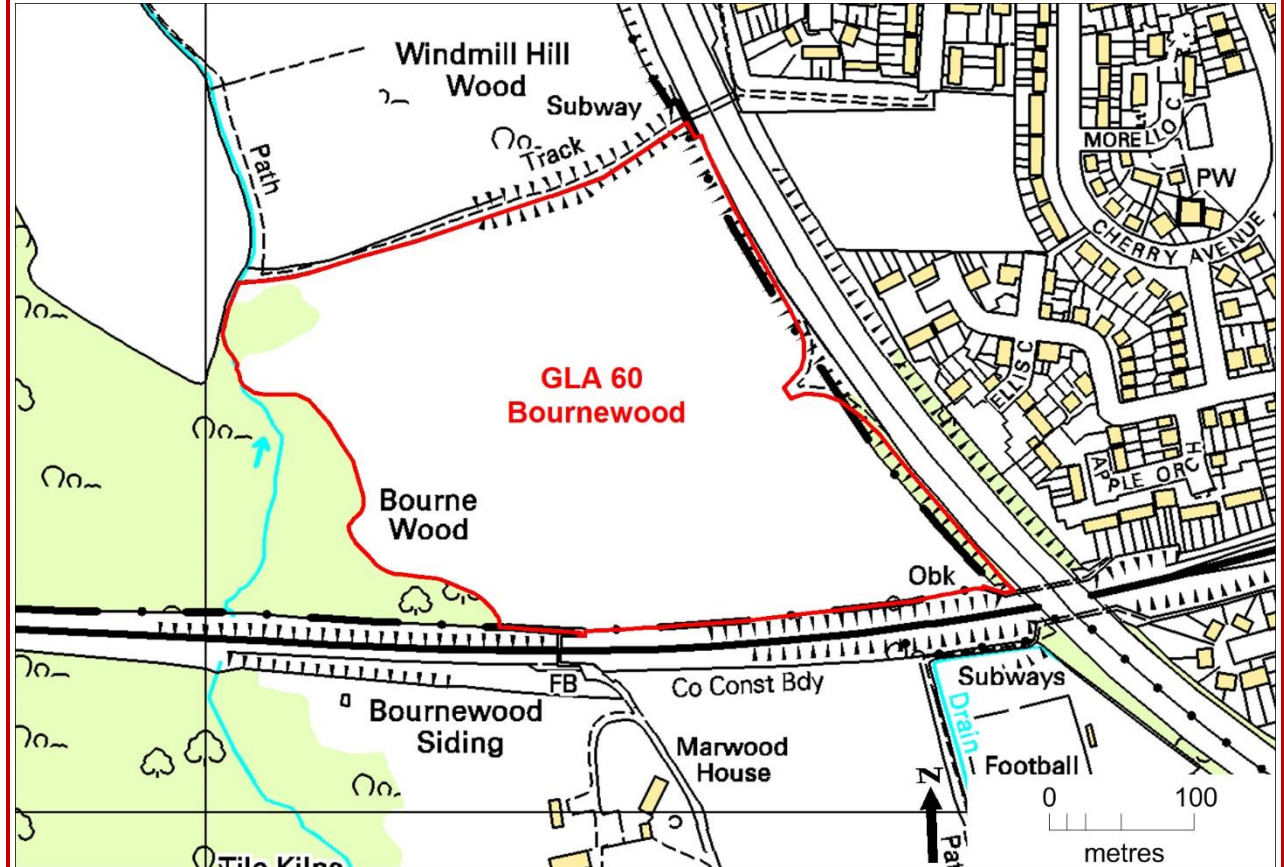 Windmill Hill
Wood
Subway
Track
Path
MORELLO C
PW
CHERRY AVENUE
ELLIS C
APPLE ORCH
GLA 60
Bournewood
Bourne
Wood
Obk
FB
Co Const Bdy
Subways
Drain
Bournewood
Siding
Marwood
House
Football
N
0
100
metres
Pat
Tile Kilns